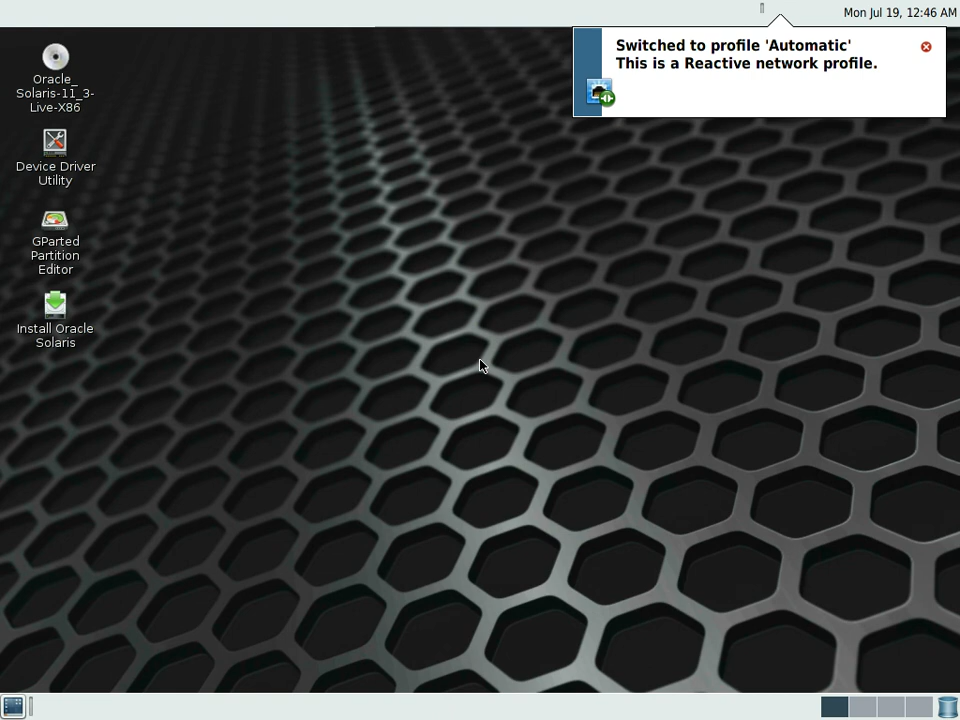 Mon Jul 19, 12:46 AM
Switched to profile 'Automatic'
This is a Reactive network profile.
Oracle_
Solaris-11_3-
Live-X86
Device Driver
Utility
GParted
Partition
Editor
Install Oracle
Solaris